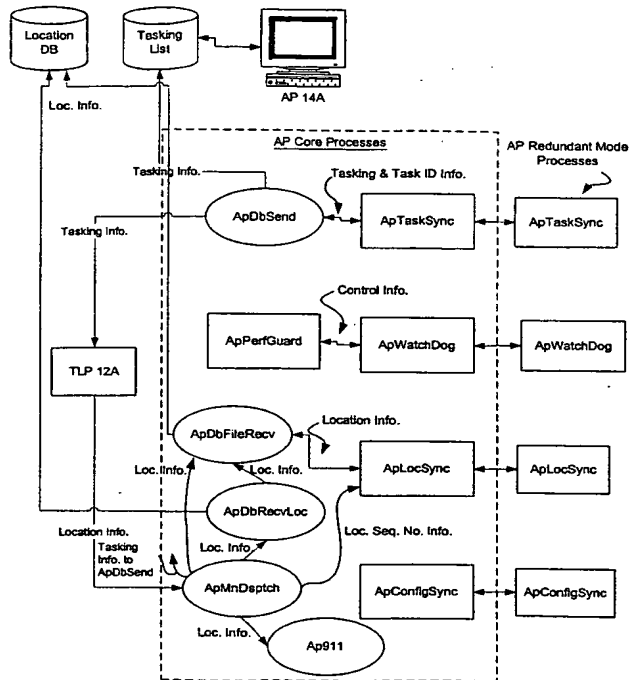 Location
DB
Tasking
List
AP 14A
Loc. Info.
AP Core Processes
AP Redundant Mode
Processes
Tasking Info.
Tasking & Task ID Info.
ApDbSend
ApTaskSync
ApTaskSync
Tasking Info.
Control Info.
ApPerfGuard
ApWatchDog
ApWatchDog
TLP 12A
Location Info.
ApDbFileRecv
Loc. Info.
Loc. Info.
ApLocSync
ApLocSync
ApDbRecvLoc
Loc. Seq. No. Info.
Location Info.
Tasking
Info. to
ApDbSend
Loc. Info.
ApMnDsptch
ApConfigSync
ApConfigSync
Loc. Info.
Ap911